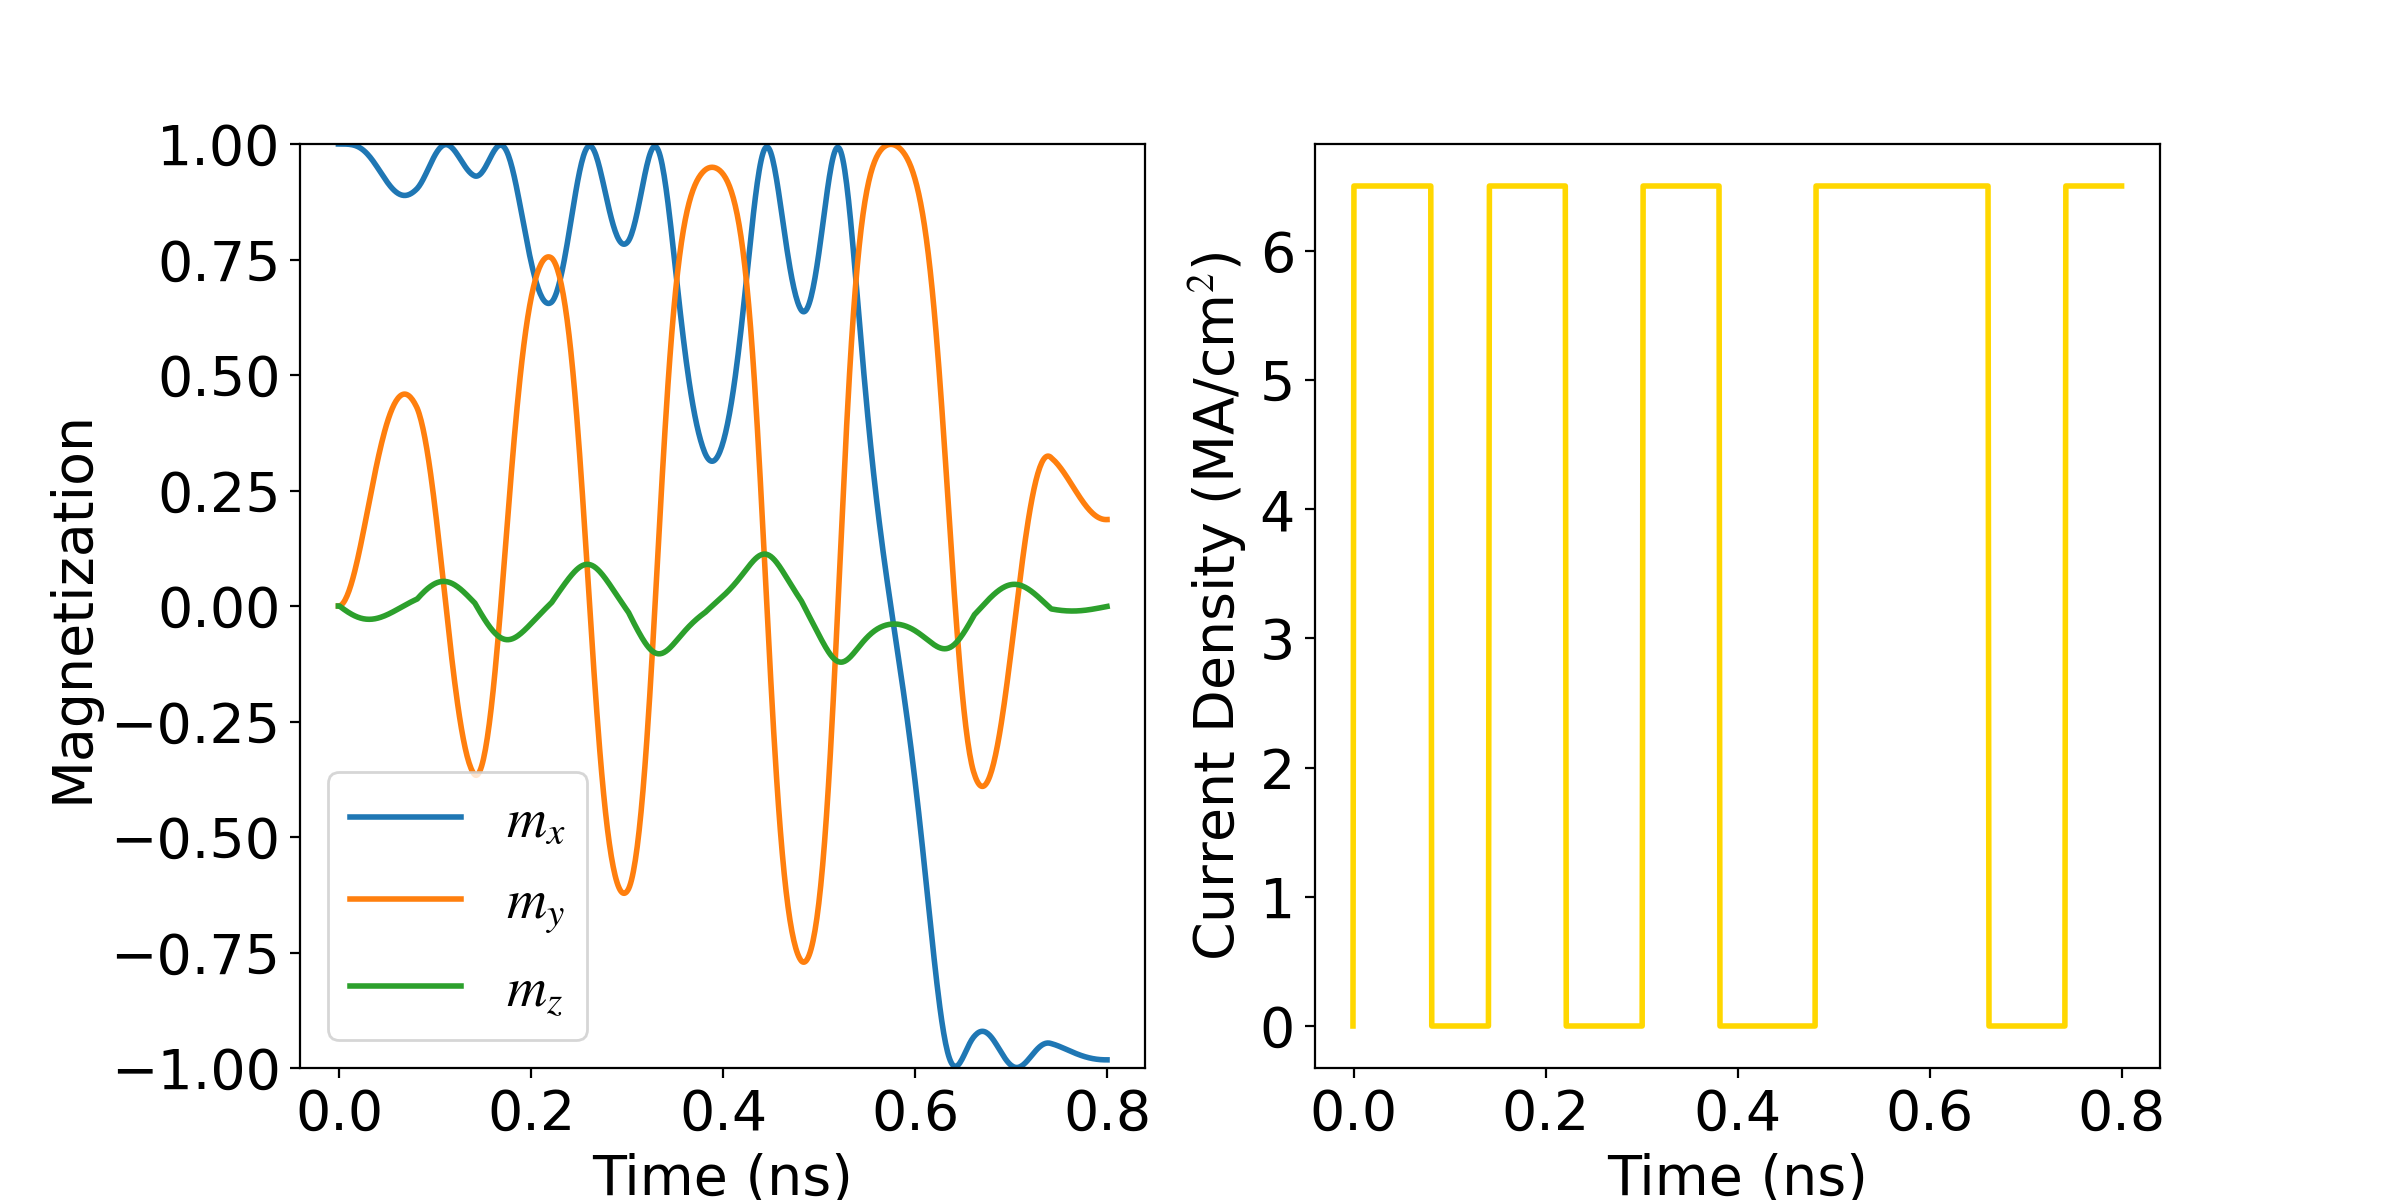 Magnetization
1.00
0.75
0.50
0.25
0.00
−0.25
−0.50
−0.75
−1.00
m_x
m_y
m_z
0.0 0.2 0.4 0.6 0.8
Time (ns)
Current Density (MA/cm²)
6
5
4
3
2
1
0
0.0 0.2 0.4 0.6 0.8
Time (ns)